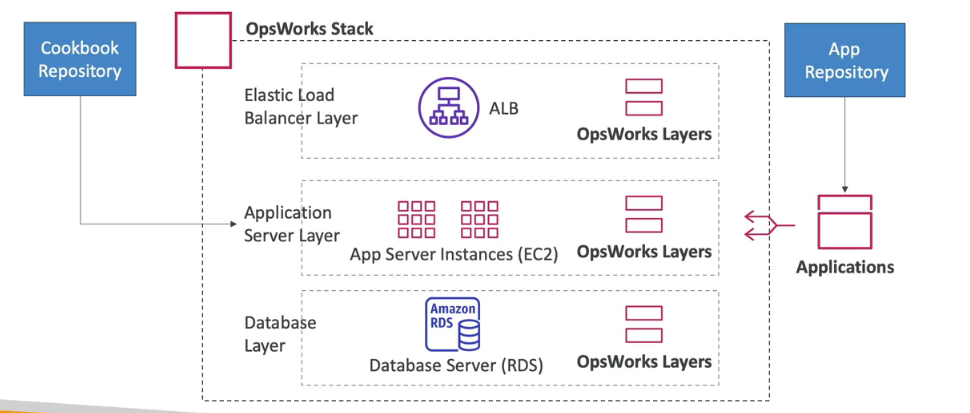 OpsWorks Stack
Cookbook
Repository
App
Repository
Elastic Load
Balancer Layer
ALB
OpsWorks Layers
Application
Server Layer
App Server Instances (EC2)
OpsWorks Layers
Applications
Database
Layer
Amazon
RDS
Database Server (RDS)
OpsWorks Layers